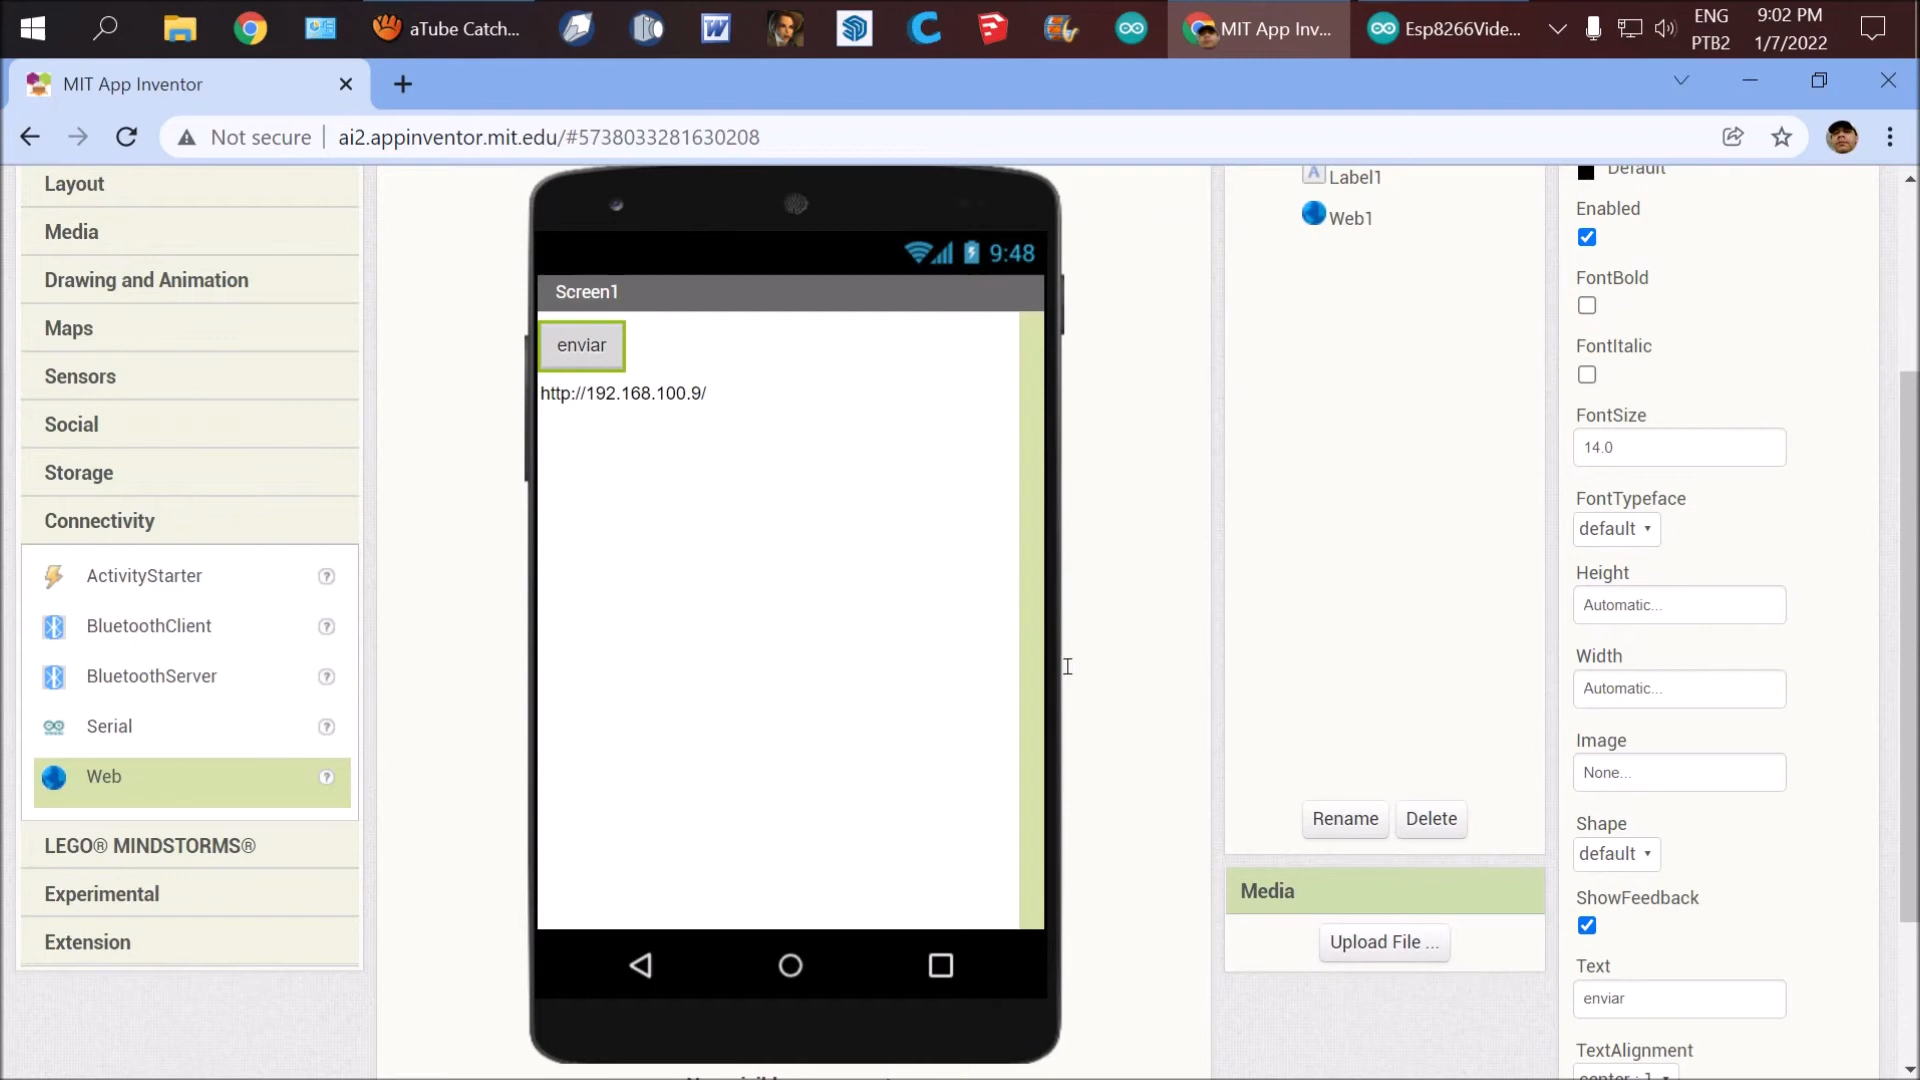 aTube Catch...
MIT App Inv...
Esp8266Vide...
ENG
PTB2
9:02 PM
1/7/2022
MIT App Inventor
Not secure
ai2.appinventor.mit.edu/#5738033281630208
Layout
Media
Drawing and Animation
Maps
Sensors
Social
Storage
Connectivity
ActivityStarter
BluetoothClient
BluetoothServer
Serial
Web
LEGO® MINDSTORMS®
Experimental
Extension
9:48
Screen1
enviar
http://192.168.100.9/
Label1
Web1
Rename
Delete
Media
Upload File ...
Default
Enabled
FontBold
FontItalic
FontSize
14.0
FontTypeface
default
Height
Automatic...
Width
Automatic...
Image
None...
Shape
default
ShowFeedback
Text
enviar
TextAlignment
center : 1